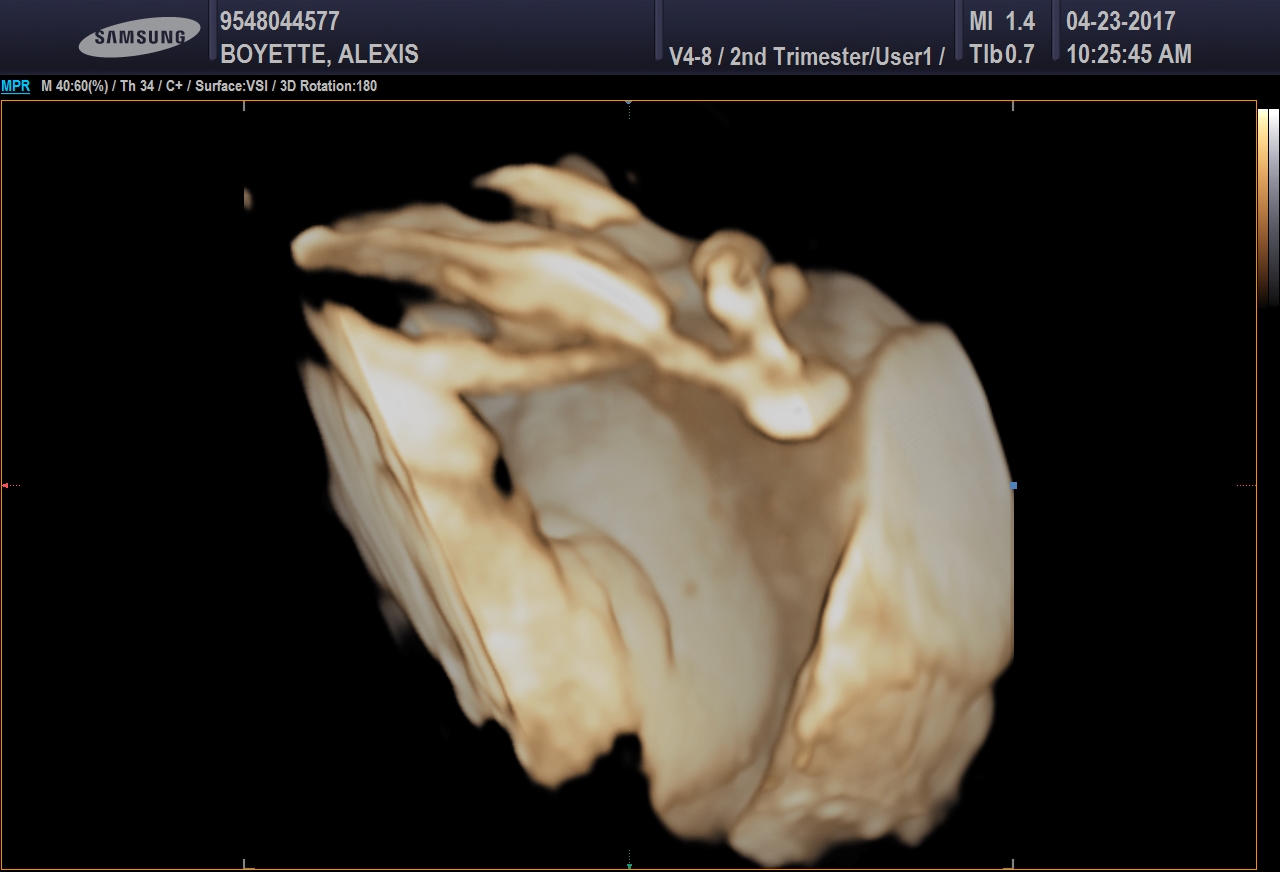 SAMSUNG
9548044577
BOYETTE, ALEXIS
V4-8 / 2nd Trimester/User1 /
MI 1.4
TIb 0.7
04-23-2017
10:25:45 AM
MPR M 40:60(%) / Th 34 / C+ / Surface:VSI / 3D Rotation:180